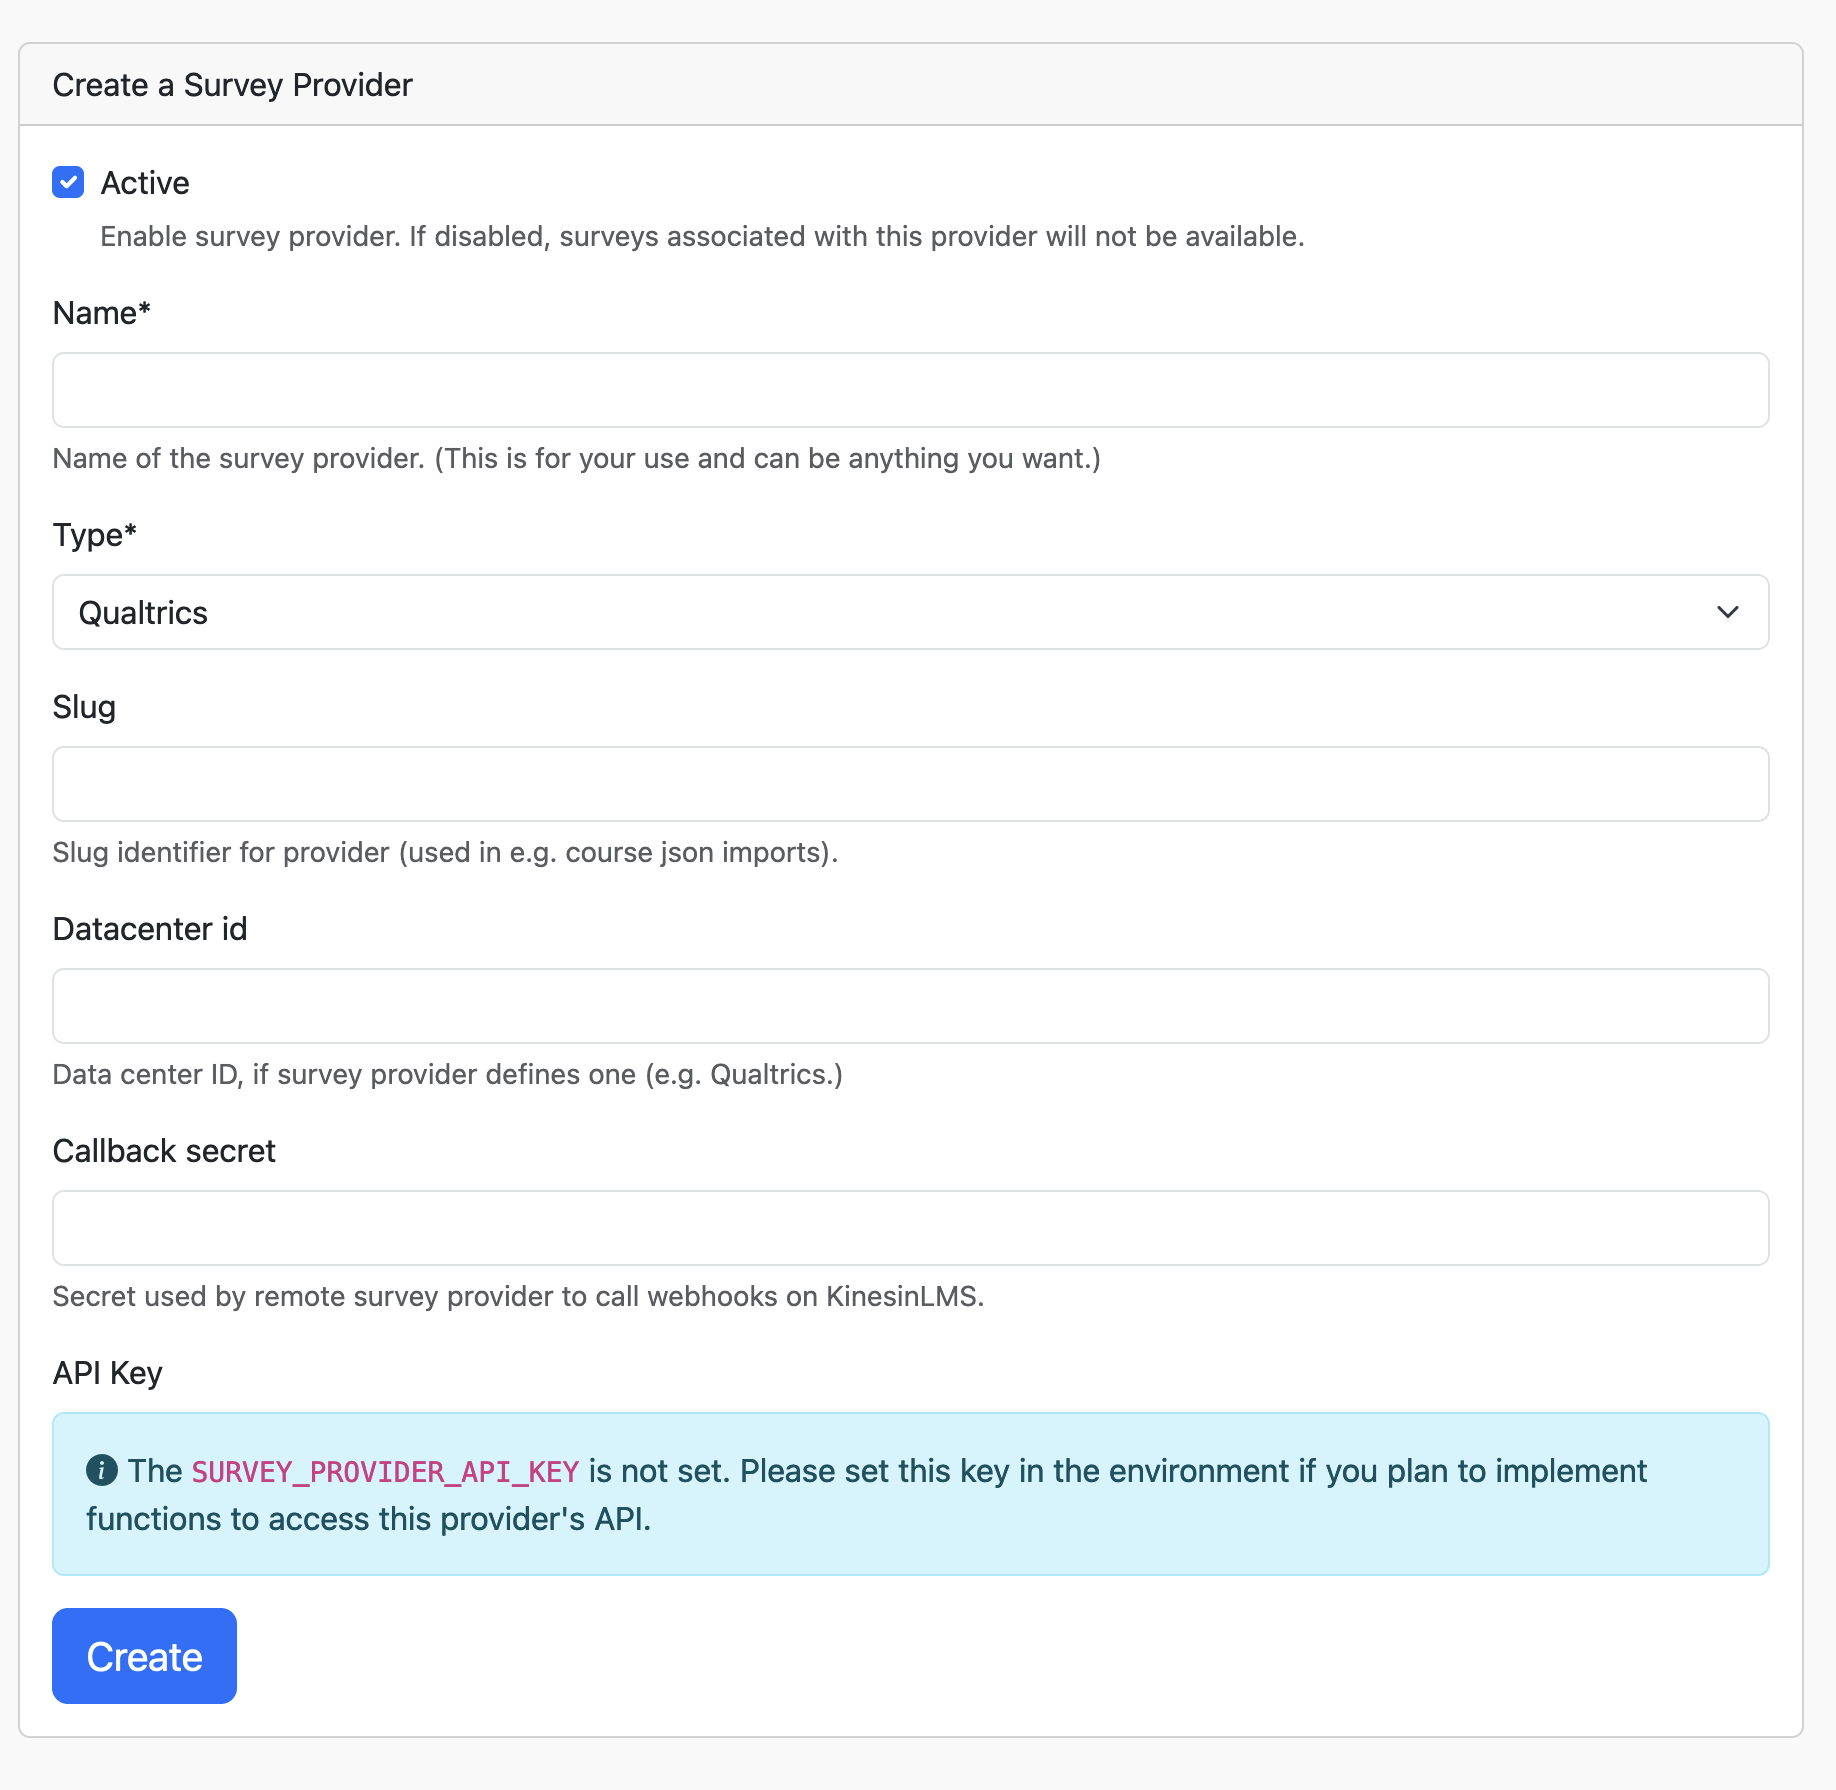 Create a Survey Provider
Active
Enable survey provider. If disabled, surveys associated with this provider will not be available.
Name*
Name of the survey provider. (This is for your use and can be anything you want.)
Type*
Qualtrics
Slug
Slug identifier for provider (used in e.g. course json imports).
Datacenter id
Data center ID, if survey provider defines one (e.g. Qualtrics.)
Callback secret
Secret used by remote survey provider to call webhooks on KinesinLMS.
API Key
The SURVEY_PROVIDER_API_KEY is not set. Please set this key in the environment if you plan to implement
functions to access this provider's API.
Create